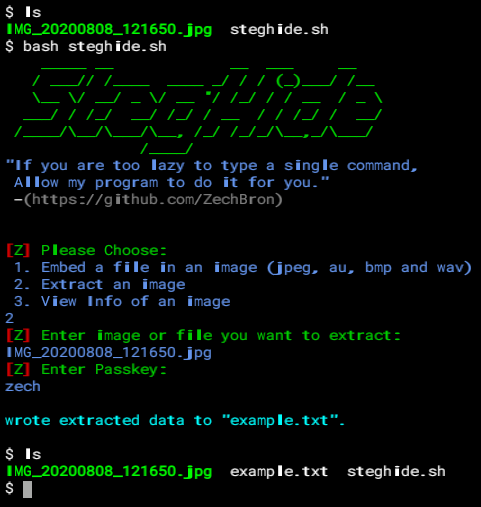 $ ls
IMG_20200808_121650.jpg steghide.sh
$ bash steghide.sh
StegHide
"If you are too lazy to type a single command,
Allow my program to do it for you."
-(https://github.com/ZechBron)
[Z] Please Choose:
1. Embed a file in an image (jpeg, au, bmp and wav)
2. Extract an image
3. View Info of an image
2
[Z] Enter image or file you want to extract:
IMG_20200808_121650.jpg
[Z] Enter Passkey:
zech
wrote extracted data to "example.txt".
$ ls
IMG_20200808_121650.jpg example.txt steghide.sh
$